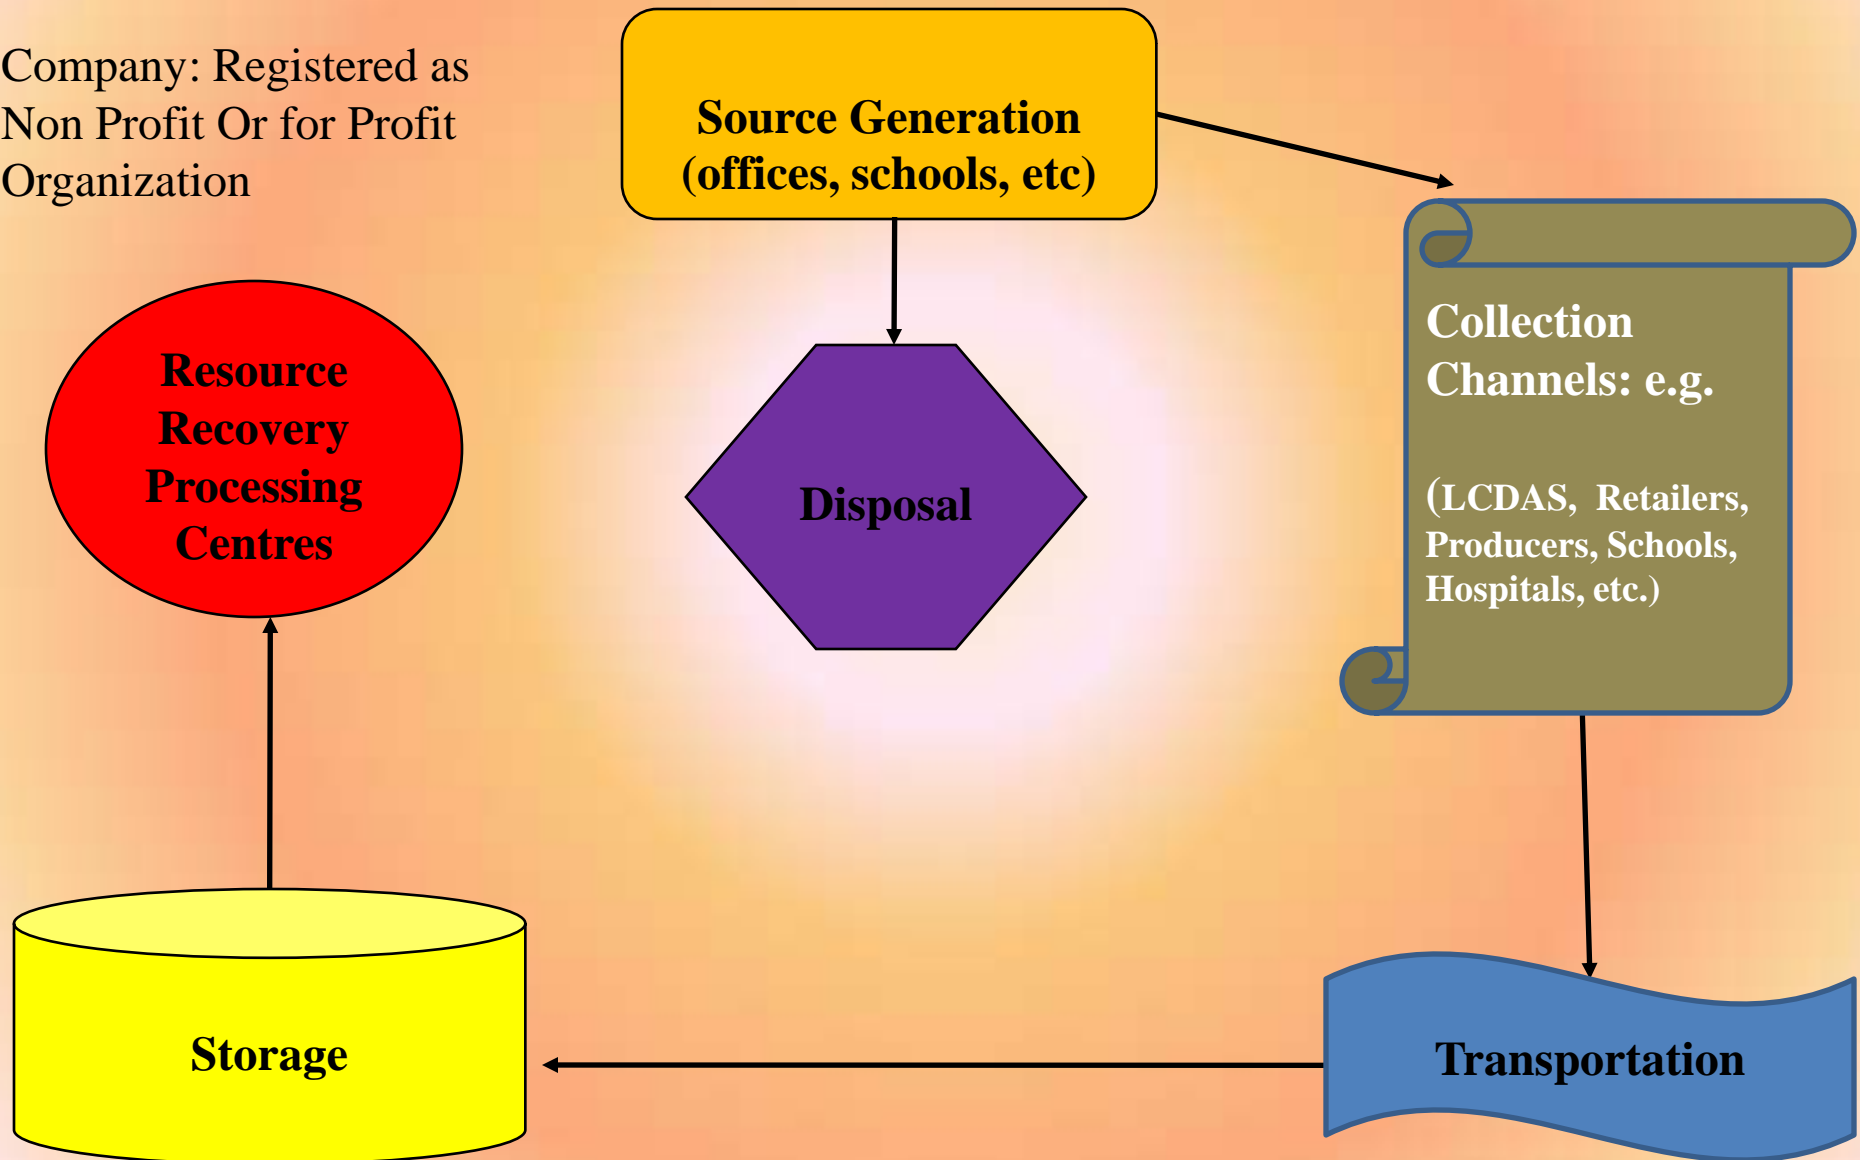 Company: Registered as
Non Profit Or for Profit
Organization
Source Generation
(offices, schools, etc)
Collection
Channels: e.g.
(LCDAS, Retailers,
Producers, Schools,
Hospitals, etc.)
Resource
Recovery
Processing
Centres
Disposal
Storage
Transportation